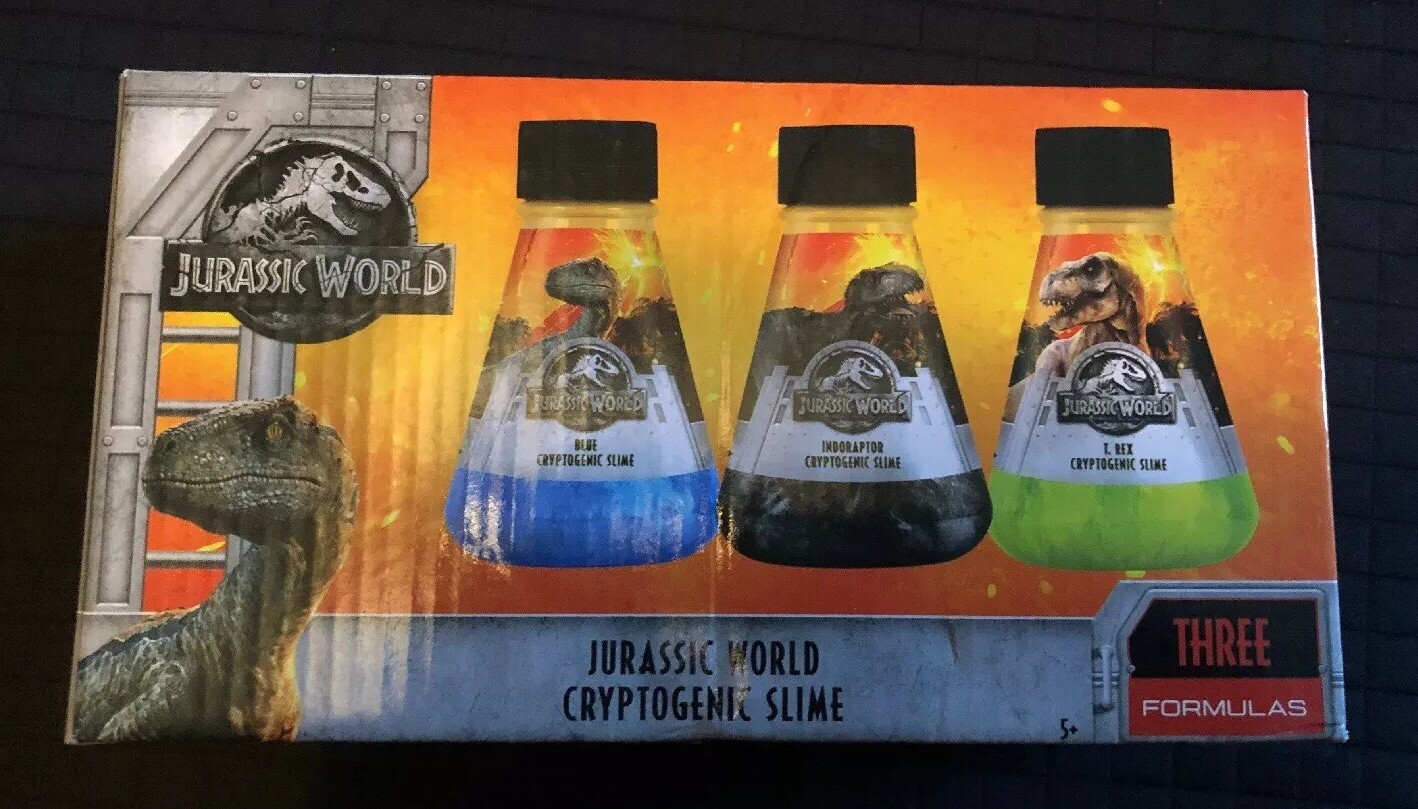 JURASSIC WORLD
JURASSIC WORLD
BLUE
CRYPTOGENIC SLIME
JURASSIC WORLD
INDORAPTOR
CRYPTOGENIC SLIME
JURASSIC WORLD
T. REX
CRYPTOGENIC SLIME
JURASSIC WORLD
CRYPTOGENIC SLIME
5+
THREE
FORMULAS